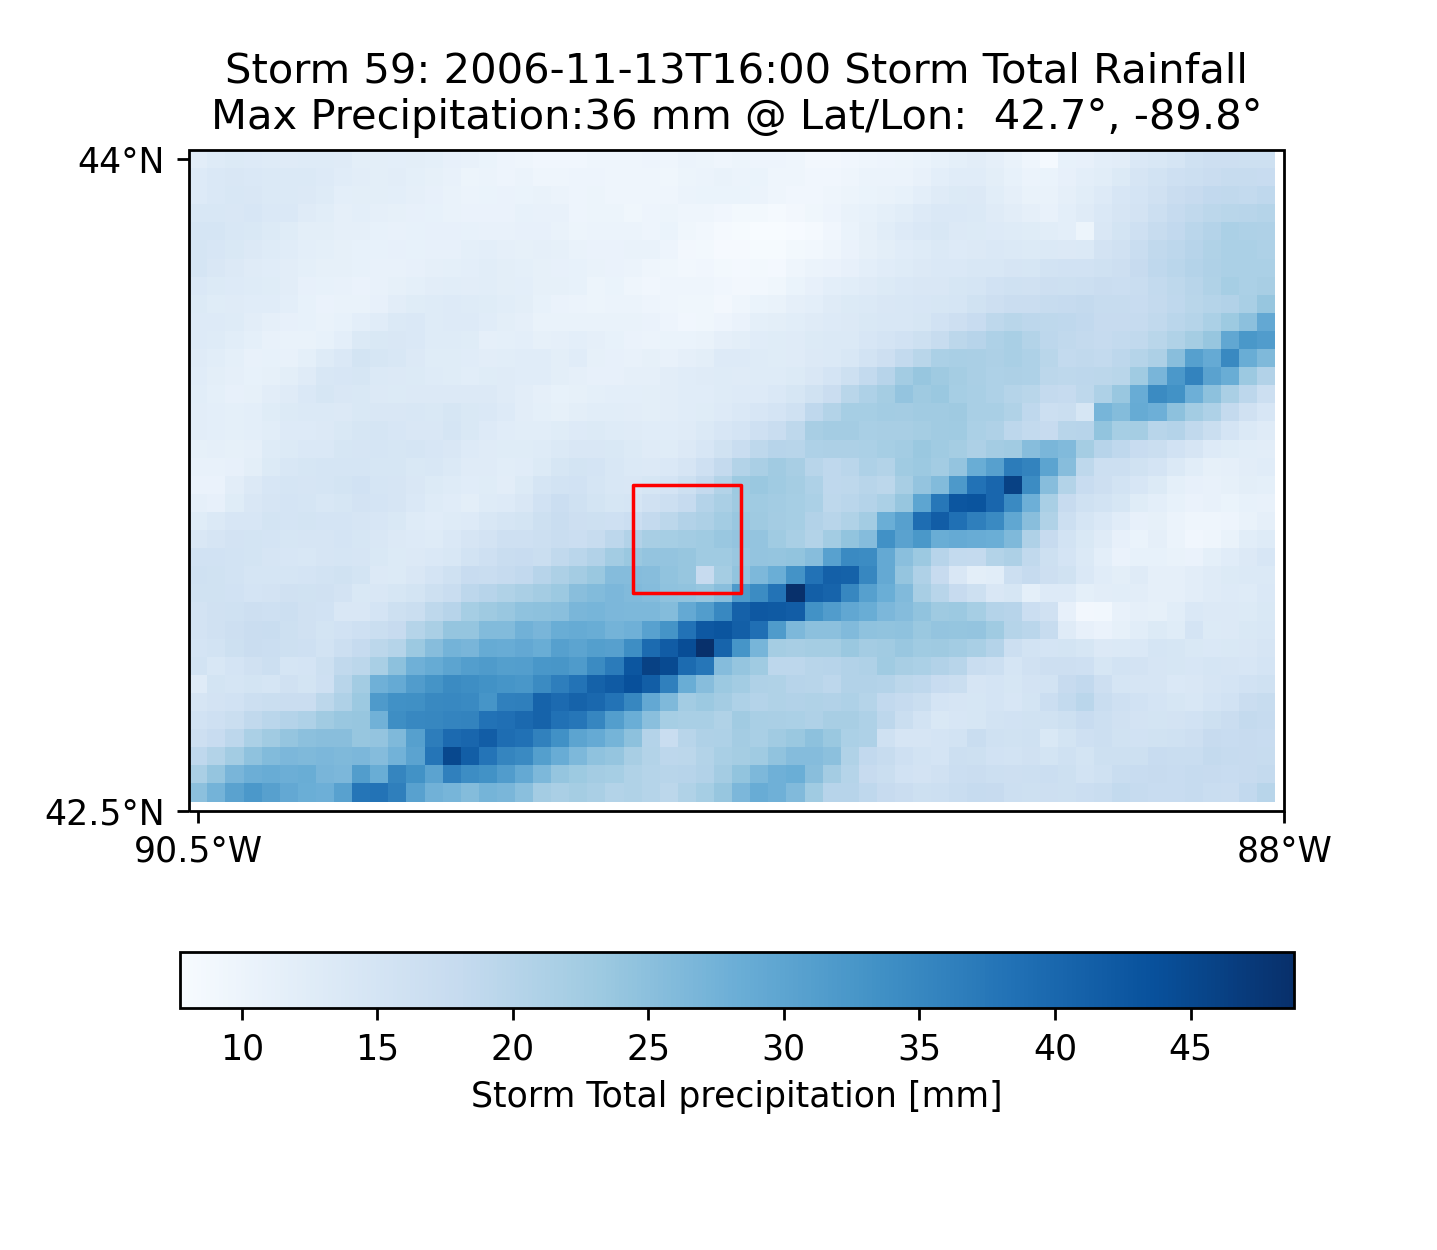 Storm 59: 2006-11-13T16:00 Storm Total Rainfall
Max Precipitation:36 mm @ Lat/Lon:  42.7°, -89.8°
44°N
42.5°N
90.5°W 88°W
10 15 20 25 30 35 40 45
Storm Total precipitation [mm]